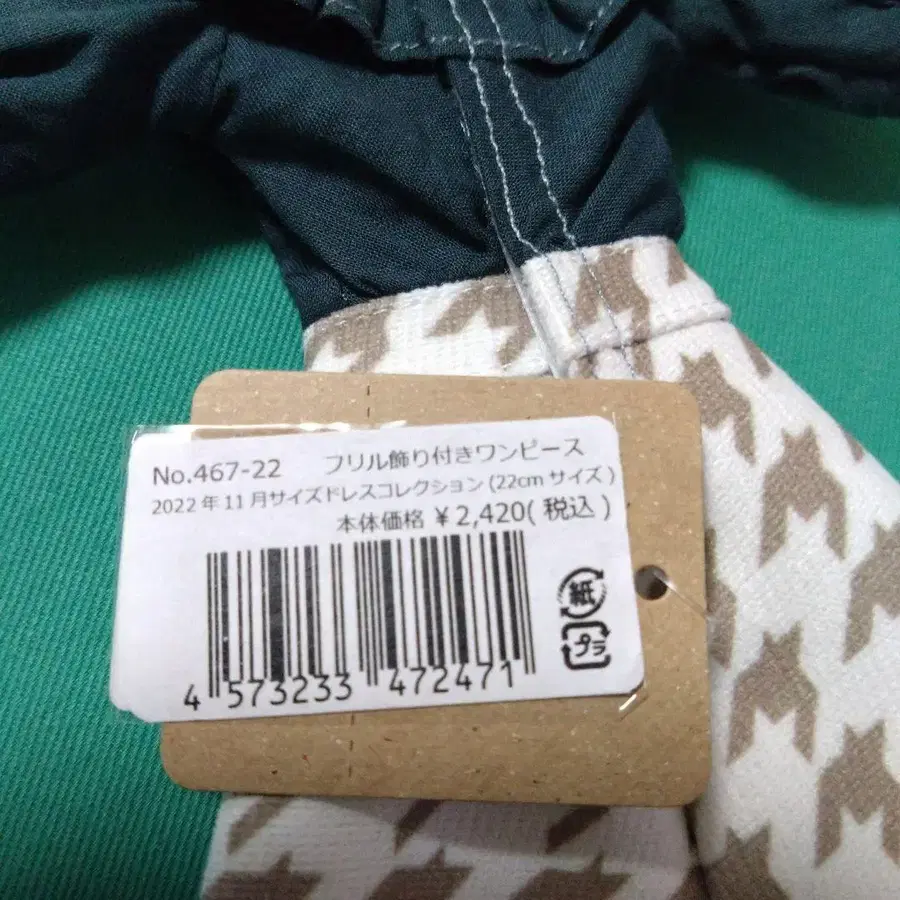 No.467-22 フリル飾り付きワンピース
2022年11月サイズドレスコレクション(22cmサイズ)
本体価格 ¥2,420(税込)
紙
プラ
4 573233 472471